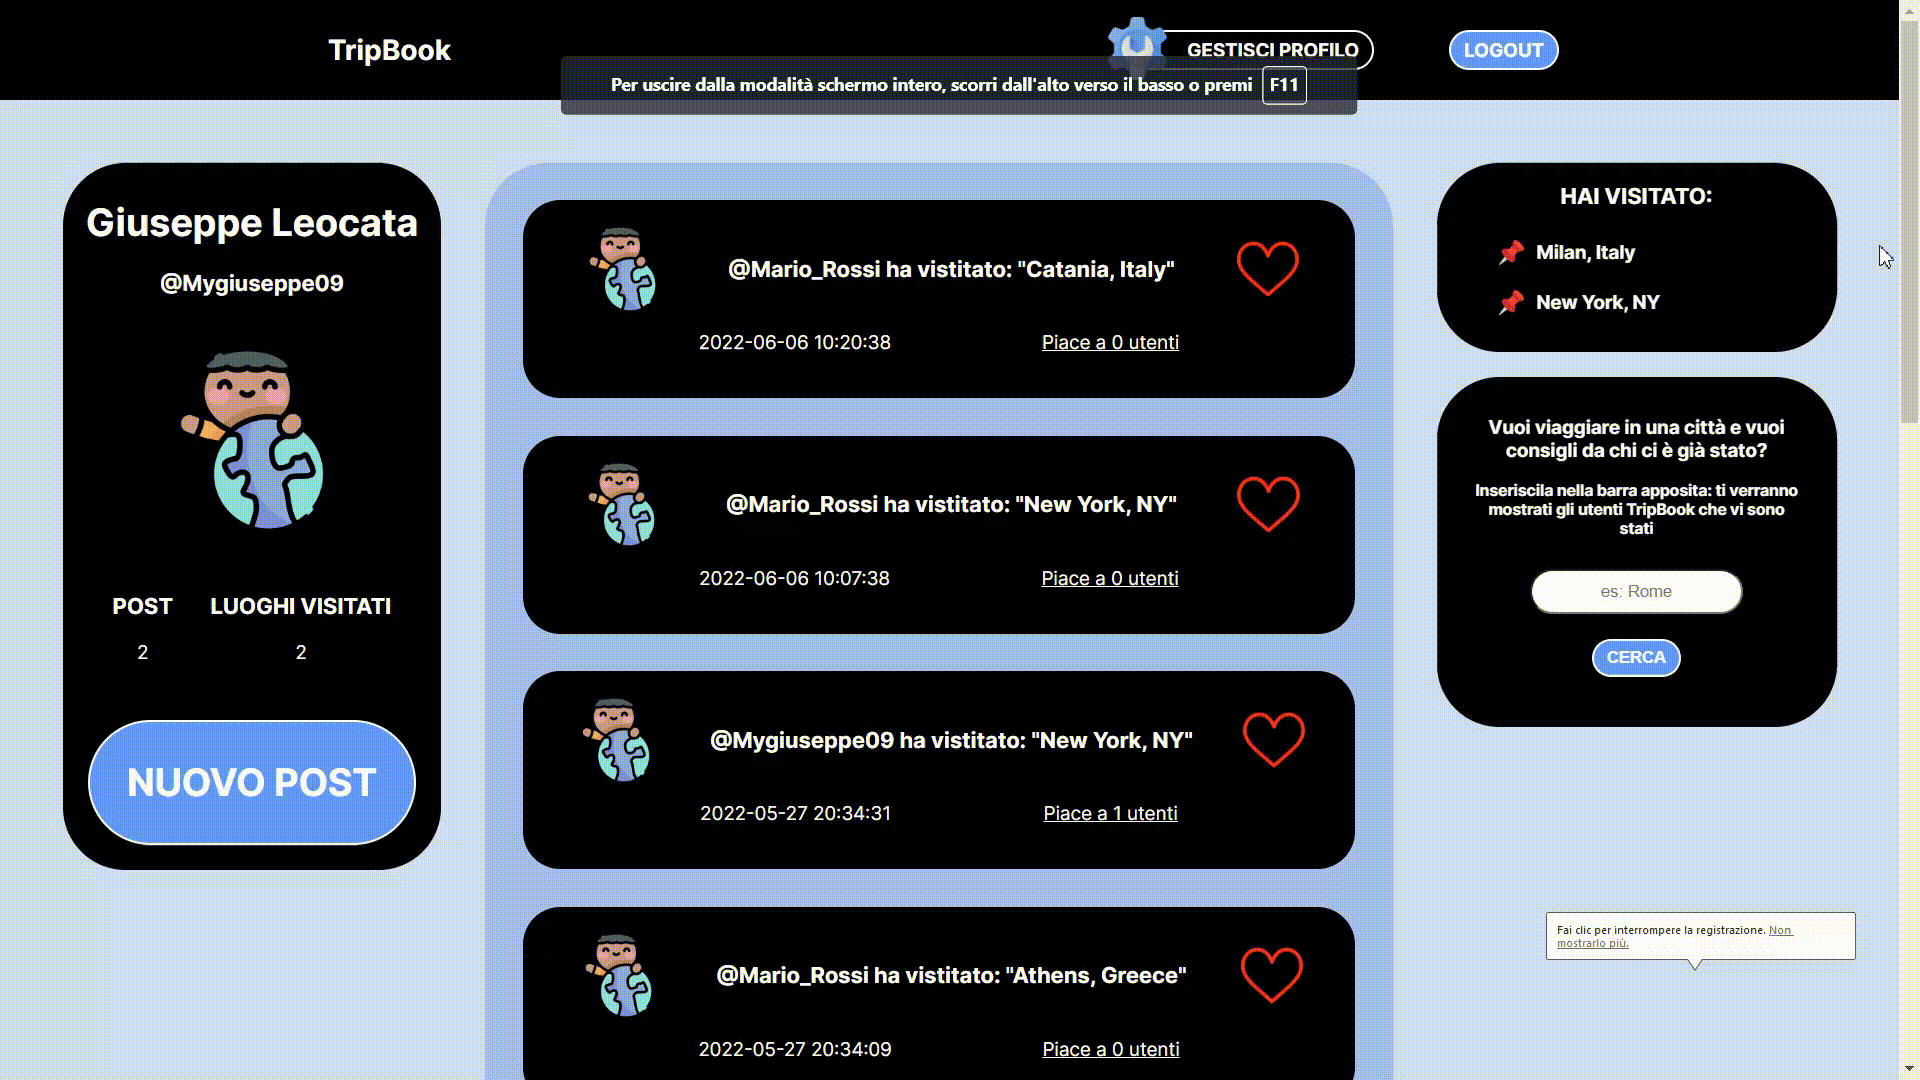 TripBook
GESTISCI PROFILO
LOGOUT
Per uscire dalla modalità schermo intero, scorri dall'alto verso il basso o premi F11
Giuseppe Leocata
@Mygiuseppe09
POST LUOGHI VISITATI
2 2
NUOVO POST
@Mario_Rossi ha vistitato: "Catania, Italy"
2022-06-06 10:20:38 Piace a 0 utenti
@Mario_Rossi ha vistitato: "New York, NY"
2022-06-06 10:07:38 Piace a 0 utenti
@Mygiuseppe09 ha vistitato: "New York, NY"
2022-05-27 20:34:31 Piace a 1 utenti
@Mario_Rossi ha vistitato: "Athens, Greece"
2022-05-27 20:34:09 Piace a 0 utenti
HAI VISITATO:
Milan, Italy
New York, NY
Vuoi viaggiare in una città e vuoi
consigli da chi ci è già stato?
Inseriscila nella barra apposita: ti verranno
mostrati gli utenti TripBook che vi sono
stati
es: Rome
CERCA
Fai clic per interrompere la registrazione. Non
mostrarlo più.